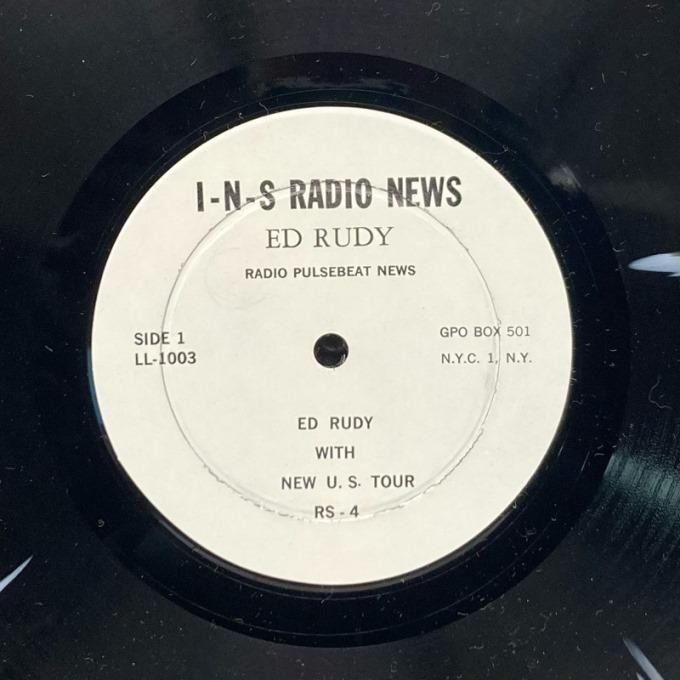 I-N-S RADIO NEWS
ED RUDY
RADIO PULSEBEAT NEWS
SIDE 1
LL-1003
GPO BOX 501
N.Y.C. 1, N.Y.
ED RUDY
WITH
NEW U. S. TOUR
RS - 4